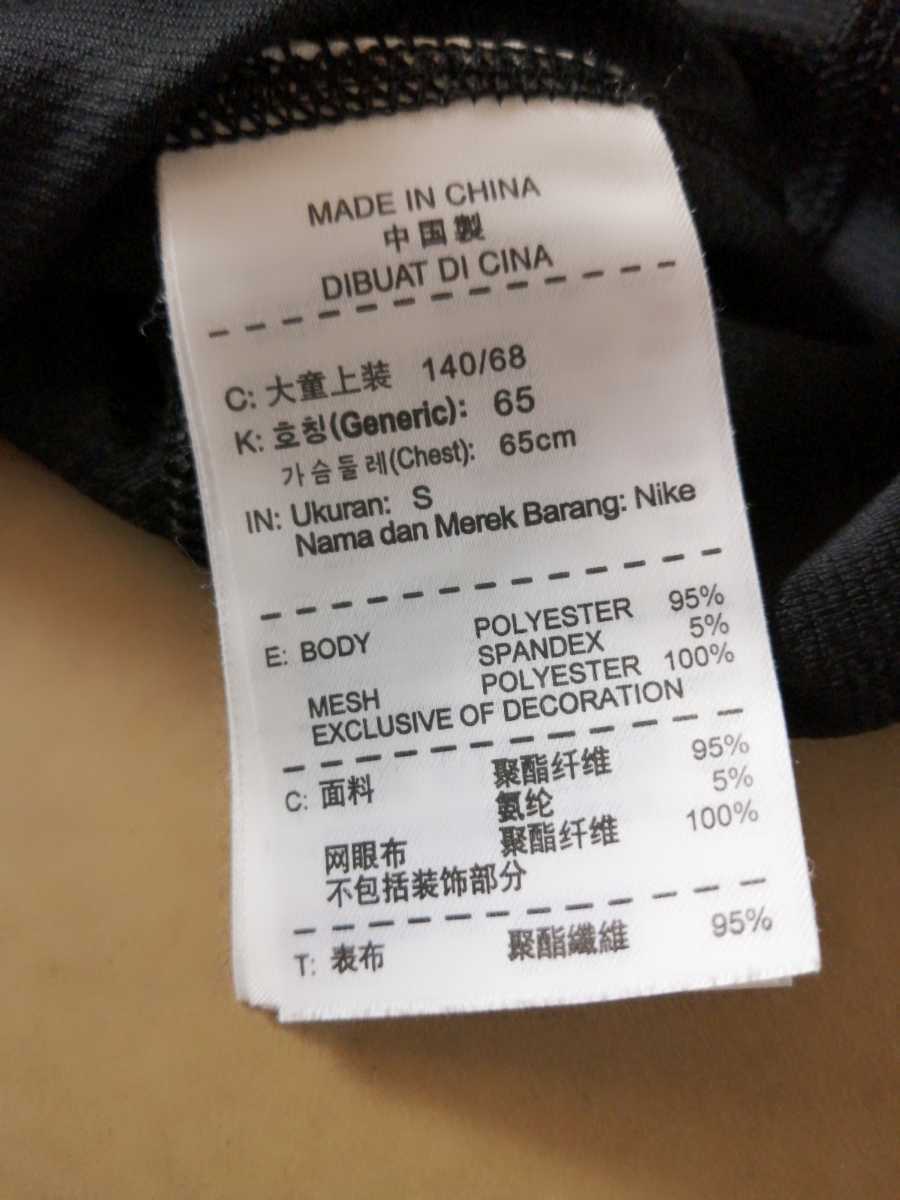 MADE IN CHINA
中国製
DIBUAT DI CINA
C: 大童上装 140/68
K: 호칭(Generic): 65
가슴둘레(Chest): 65cm
IN: Ukuran: S
Nama dan Merek Barang: Nike
E: BODY POLYESTER 95%
SPANDEX 5%
MESH POLYESTER 100%
EXCLUSIVE OF DECORATION
C: 面料 聚酯纤维 95%
氨纶 5%
网眼布 聚酯纤维 100%
不包括装饰部分
T: 表布 聚酯纖維 95%